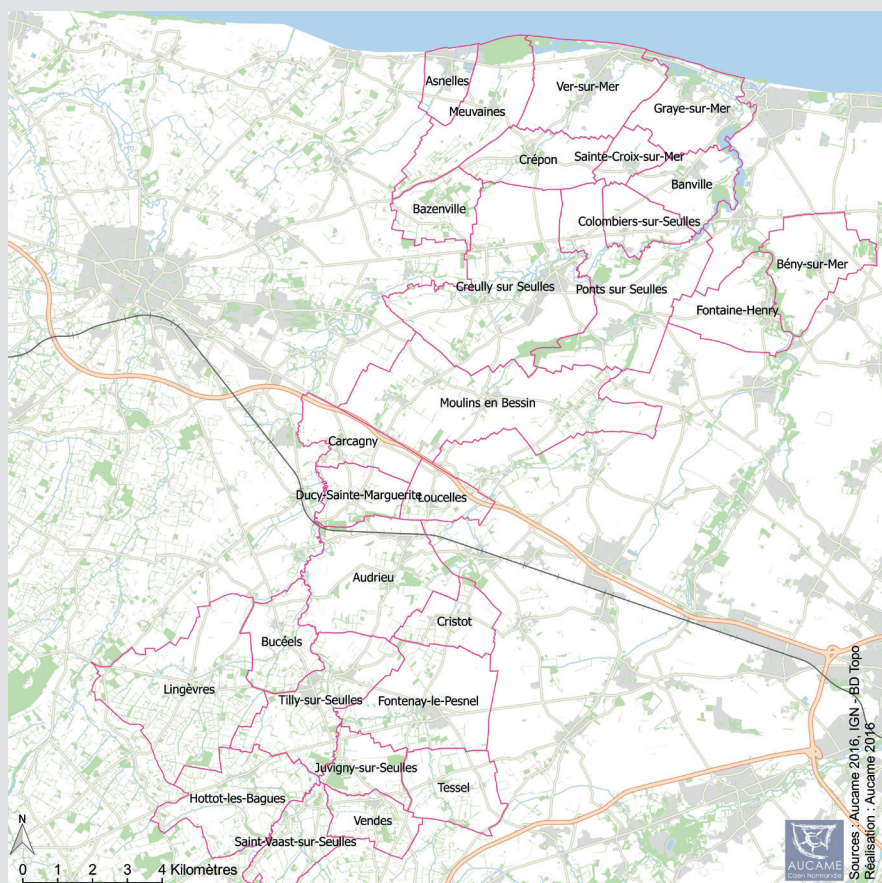 Asnelles
Ver-sur-Mer
Meuvaines
Graye-sur-Mer
Crépon
Sainte-Croix-sur-Mer
Banville
Bazenville
Colombiers-sur-Seulles
Bény-sur-Mer
Creully sur Seulles
Ponts sur Seulles
Fontaine-Henry
Moulins en Bessin
Carcagny
Ducy-Sainte-Marguerite
Loucelles
Audrieu
Cristot
Bucéels
Lingèvres
Tilly-sur-Seulles
Fontenay-le-Pesnel
Juvigny-sur-Seulles
Tessel
Hottot-les-Bagues
Vendes
Saint-Vaast-sur-Seulles
N
0 1 2 3 4 Kilomètres
AUCAME
Caen Normandie
Sources : Aucame 2016, IGN - BD Topo
Réalisation : Aucame 2016